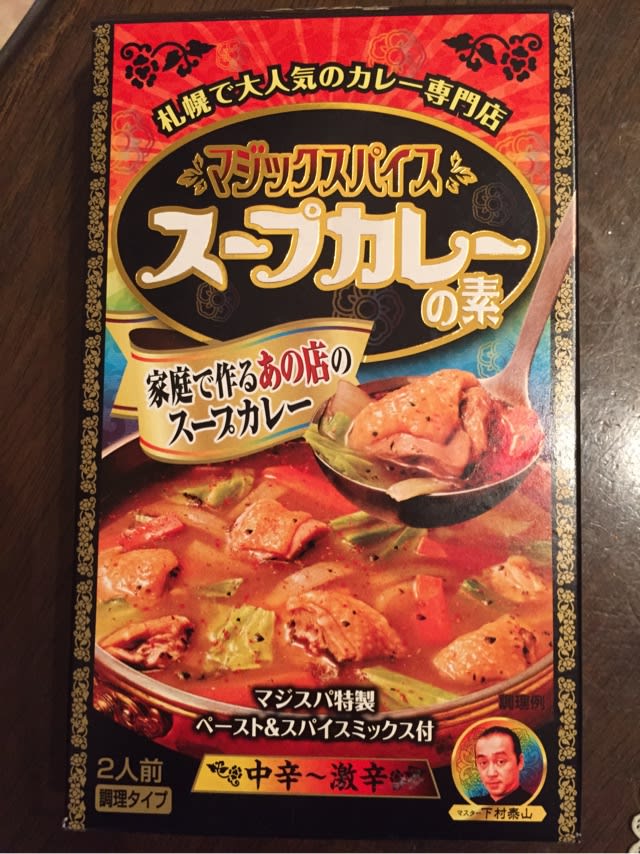 札幌で大人気のカレー専門店
マジックスパイス
スープカレー
の素
家庭で作るあの店の
スープカレー
マジスパ特製
ペースト&スパイスミックス付
調理例
2人前
調理タイプ
中辛〜激辛
マスター下村泰山